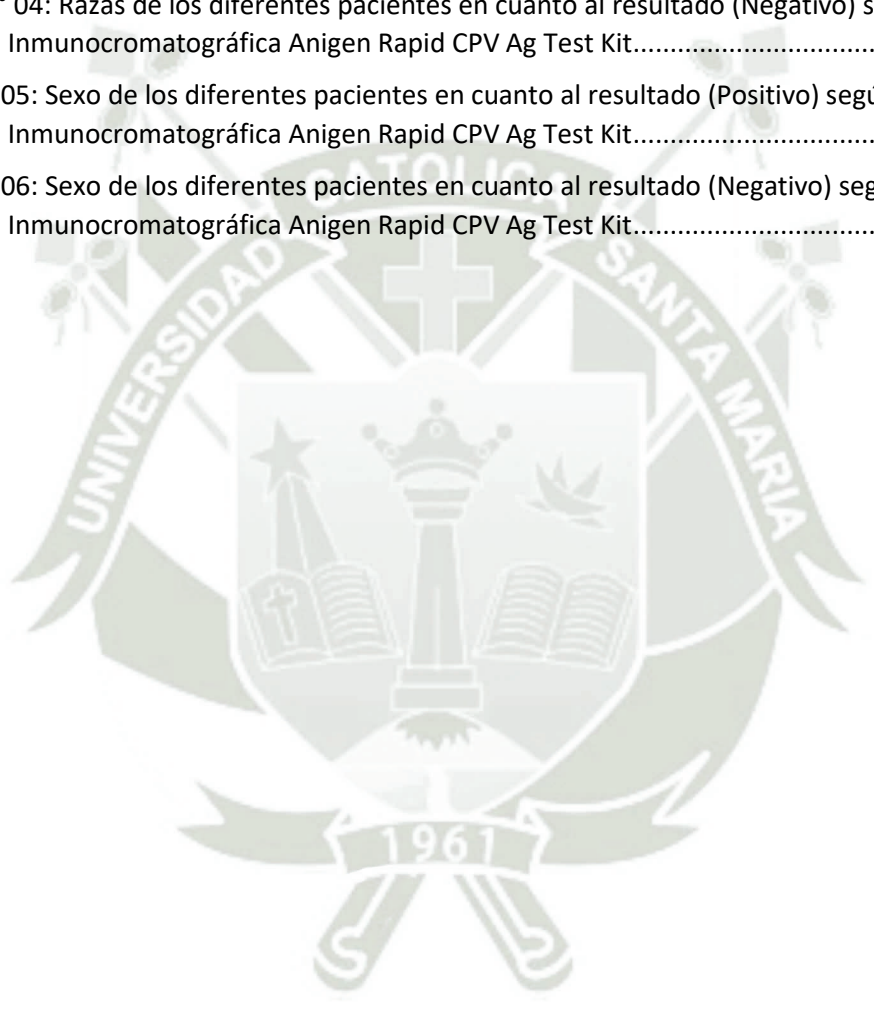 ° 04: Razas de los diferentes pacientes en cuanto al resultado (Negativo) s
Inmunocromatográfica Anigen Rapid CPV Ag Test Kit
05: Sexo de los diferentes pacientes en cuanto al resultado (Positivo) segú
Inmunocromatográfica Anigen Rapid CPV Ag Test Kit
06: Sexo de los diferentes pacientes en cuanto al resultado (Negativo) seg
Inmunocromatográfica Anigen Rapid CPV Ag Test Kit
UNIVERSIDAD CATOLICA SANTA MARIA
1961